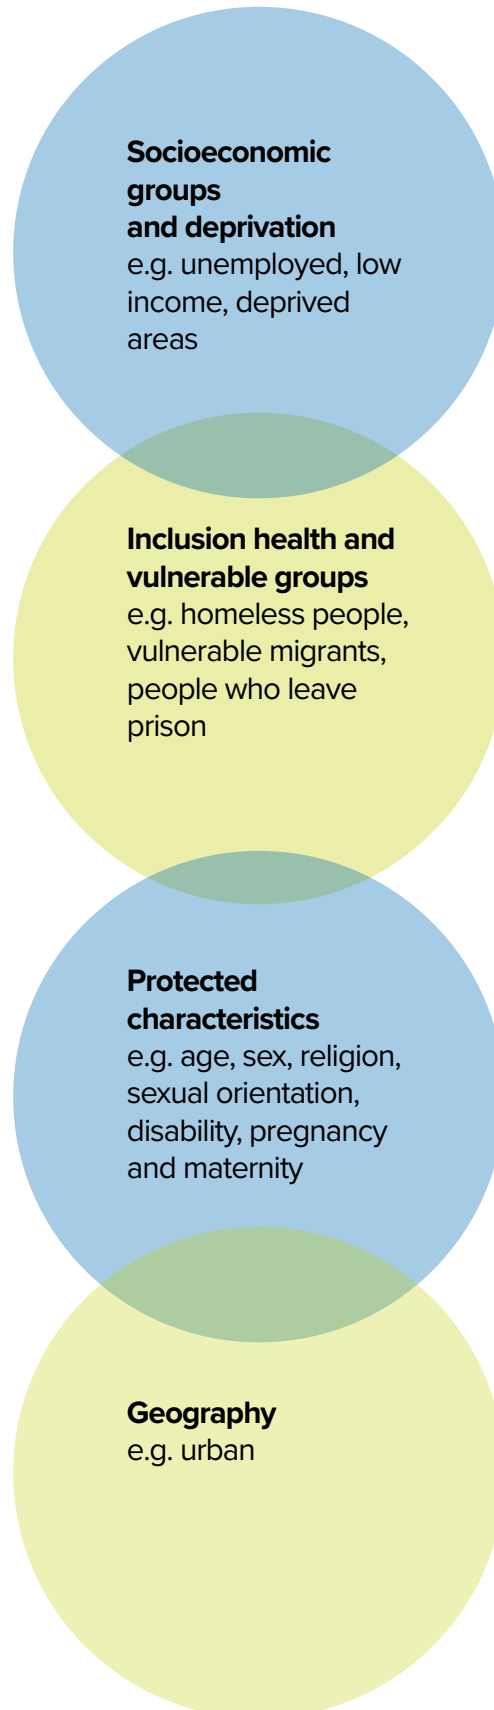 Socioeconomic
groups
and deprivation
e.g. unemployed, low
income, deprived
areas
Inclusion health and
vulnerable groups
e.g. homeless people,
vulnerable migrants,
people who leave
prison
Protected
characteristics
e.g. age, sex, religion,
sexual orientation,
disability, pregnancy
and maternity
Geography
e.g. urban